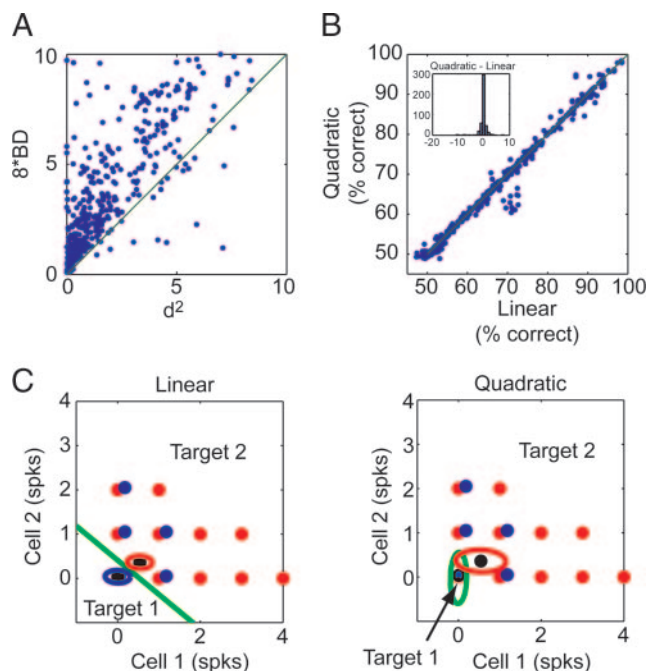 A
10
8*BD
5
0
0
5
10
d²
B
100
Quadratic - Linear
300
200
100
0
-20
-10
0
10
90
80
Quadratic
(% correct)
70
60
50
50
60
70
80
90
100
Linear
(% correct)
C
Linear
4
3
Target 2
Cell 2 (spks)
2
1
0
Target 1
0
2
4
Cell 1 (spks)
Quadratic
4
3
Target 2
Cell 2 (spks)
2
1
0
Target 1
0
2
4
Cell 1 (spks)